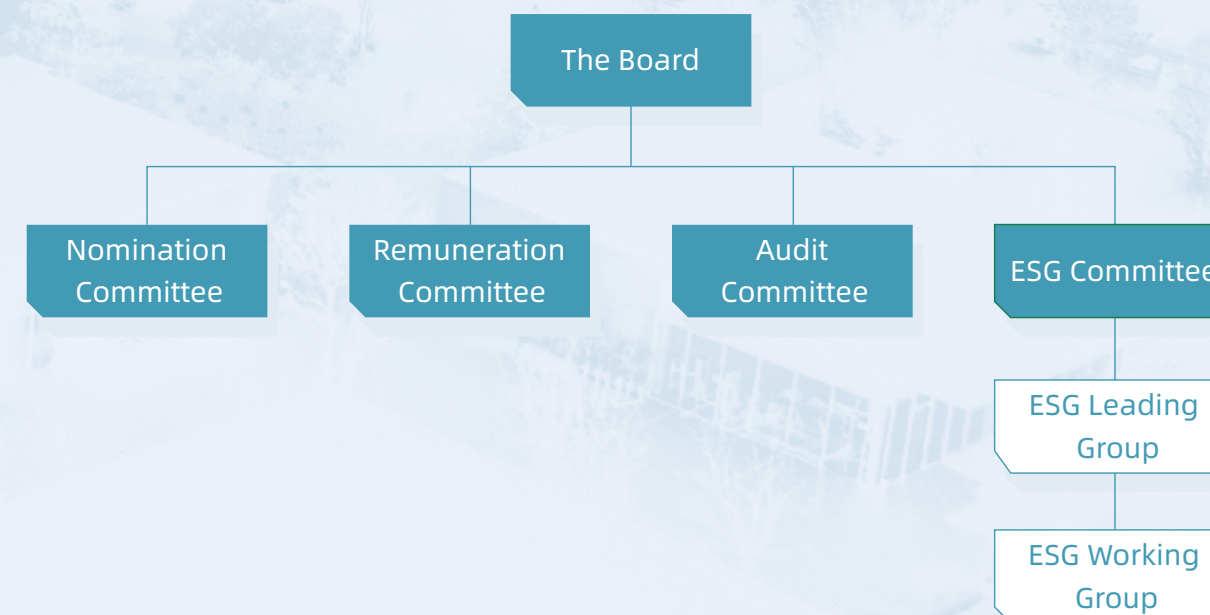 The Board
Nomination
Committee
Remuneration
Committee
Audit
Committee
ESG Committee
ESG Leading
Group
ESG Working
Group